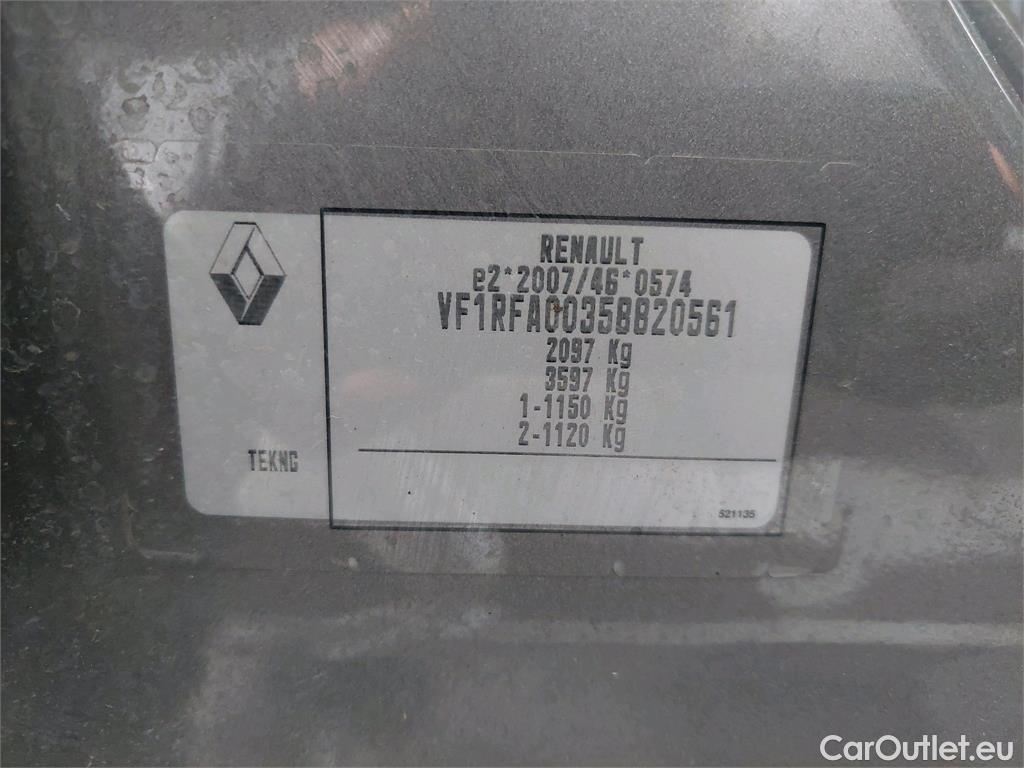 RENAULT
e2*2007/46*0574
VF1RFA00358820561
2097 Kg
3597 Kg
1-1150 Kg
2-1120 Kg
TEKNG
521135
CarOutlet.eu